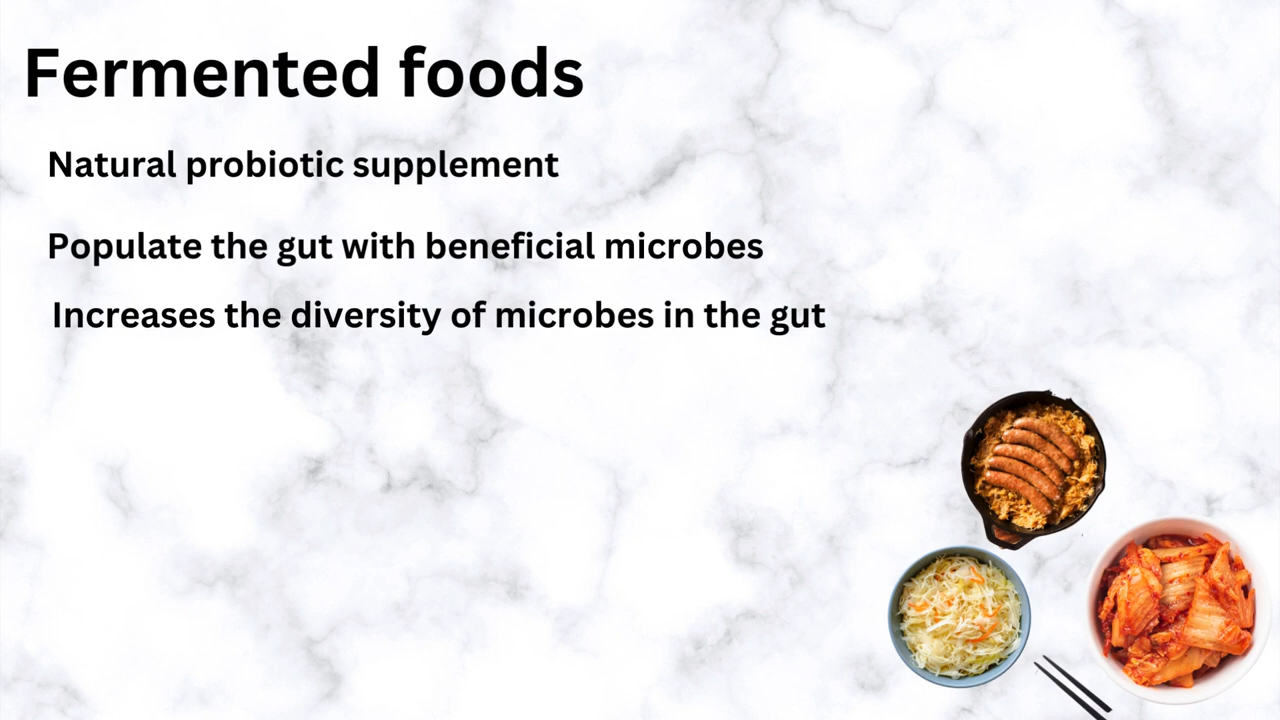 Fermented foods
Natural probiotic supplement
Populate the gut with beneficial microbes
Increases the diversity of microbes in the gut